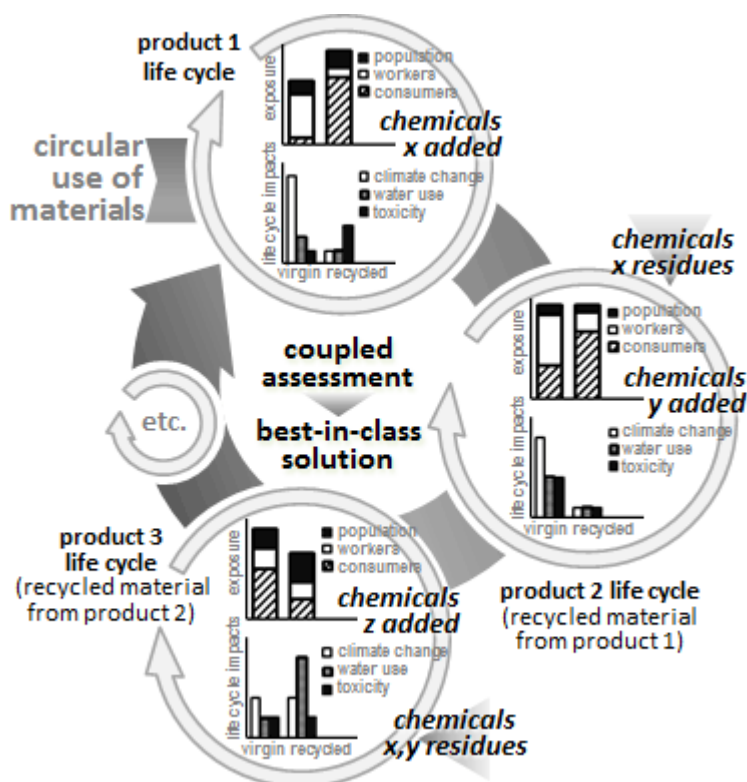 product 1
life cycle
exposure
population
workers
consumers
chemicals
x added
circular
use of
materials
life cycle impacts
climate change
water use
toxicity
virgin recycled
chemicals
x residues
exposure
population
workers
consumers
chemicals
y added
life cycle impacts
climate change
water use
toxicity
virgin recycled
coupled
assessment
best-in-class
solution
etc.
product 3
life cycle
(recycled material
from product 2)
exposure
population
workers
consumers
chemicals
z added
life cycle impacts
climate change
water use
toxicity
virgin recycled
product 2 life cycle
(recycled material
from product 1)
chemicals
x,y residues